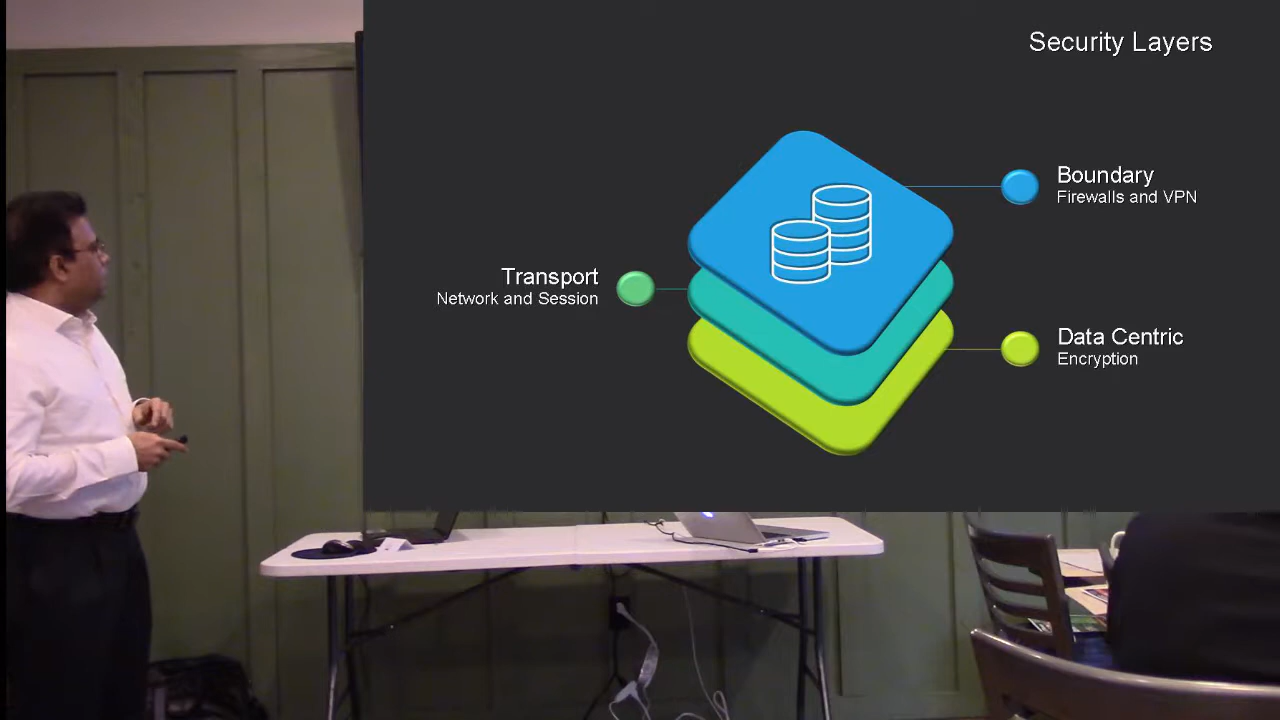 Security Layers
Boundary
Firewalls and VPN
Transport
Network and Session
Data Centric
Encryption